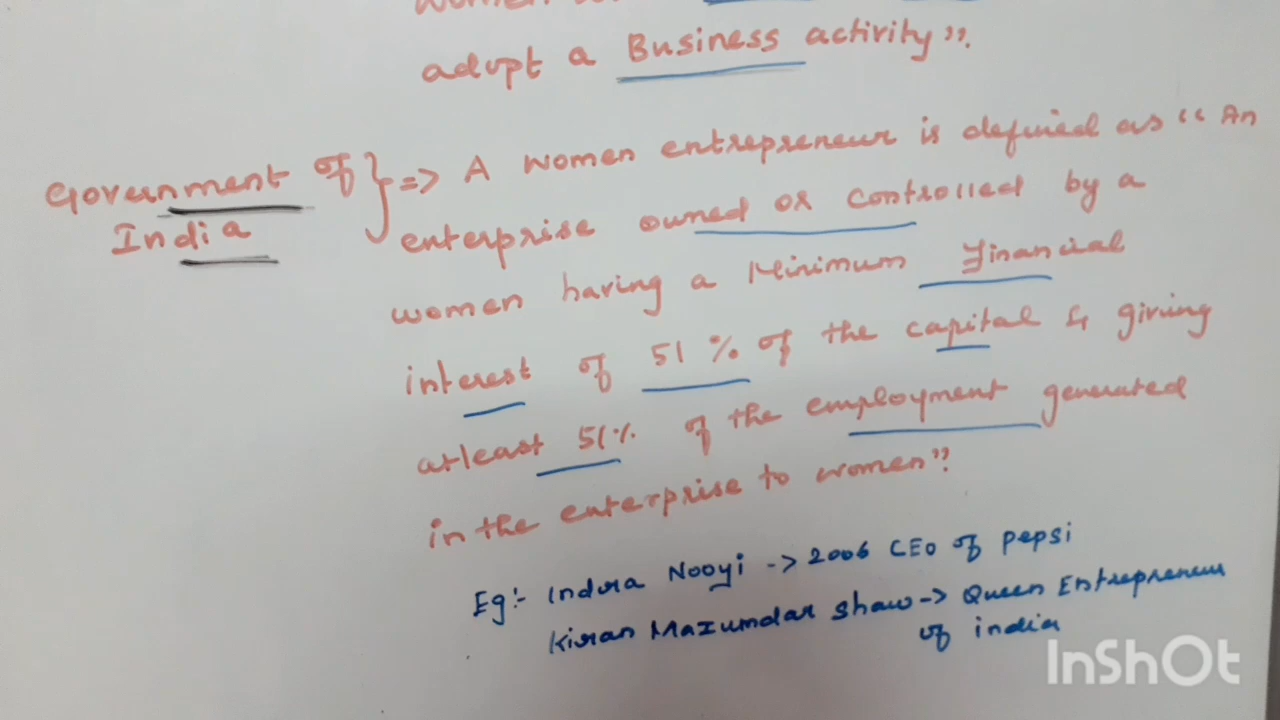 adopt a Business activity”.
Government of } => A women entrepreneur is defined as “An
India
enterprise owned or controlled by a
women having a Minimum financial
interest of 51% of the capital & giving
atleast 51% of the employment generated
in the enterprise to women”.
Eg:- Indra Nooyi -> 2006 CEO of pepsi
Kiran Mazumdar shaw -> Queen Entrepreneur
of india
InShOt